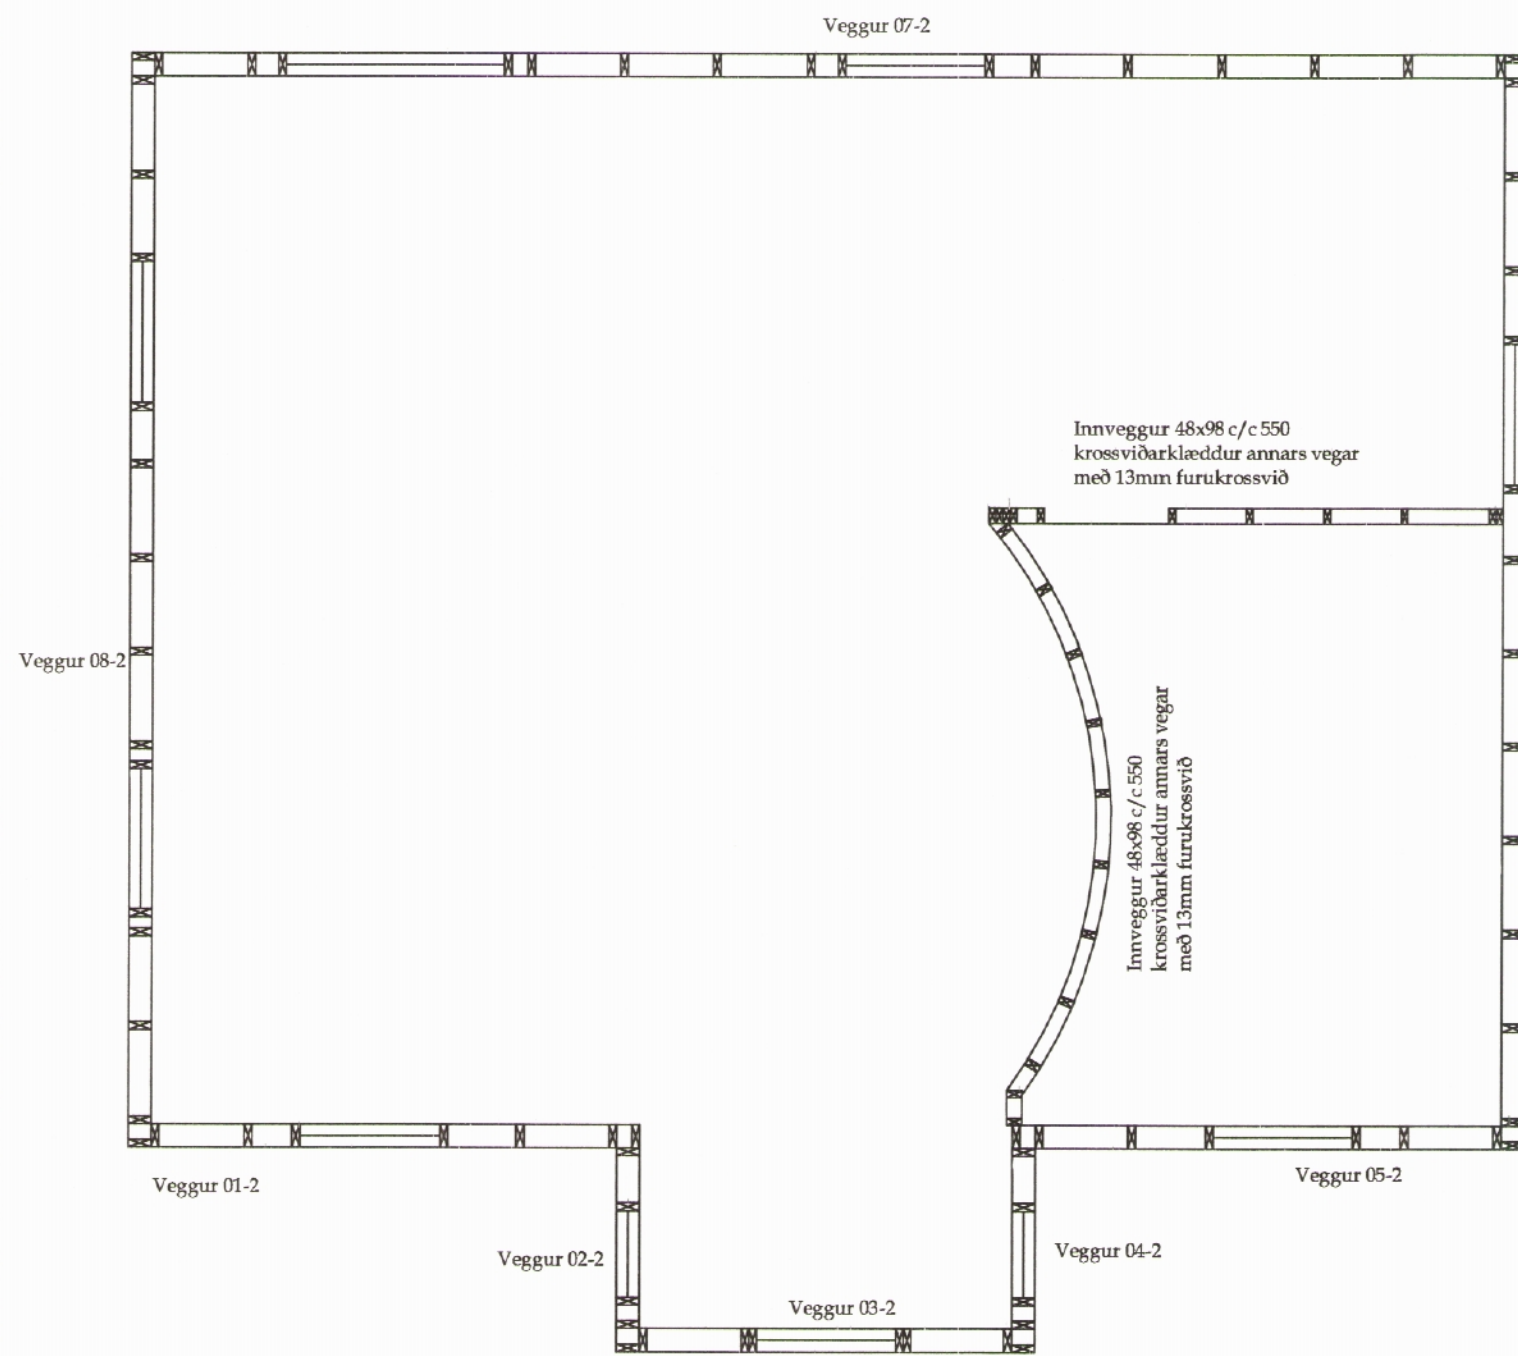 Veggur 07-2
Innveggur 48x98 c/c 550
krossviðarklæddur annars vegar
með 13mm furukrossvið
Veggur 08-2
Innveggur 48x98 c/c 550
krossviðarklæddur annars vegar
með 13mm furukrossvið
Veggur 01-2
Veggur 05-2
Veggur 02-2
Veggur 04-2
Veggur 03-2